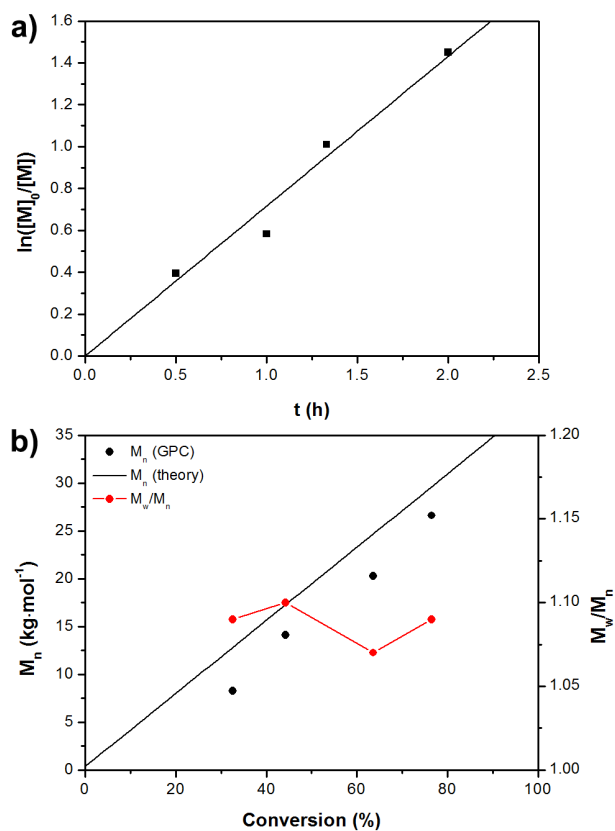 a)
ln([M]₀/[M])
1.6
1.4
1.2
1.0
0.8
0.6
0.4
0.2
0.0
0.0 0.5 1.0 1.5 2.0 2.5
t (h)
b)
Mₙ (GPC)
Mₙ (theory)
M_w/Mₙ
Mₙ (kg·mol⁻¹)
35
30
25
20
15
10
5
0
1.20
1.15
1.10
1.05
1.00
M_w/Mₙ
0 20 40 60 80 100
Conversion (%)